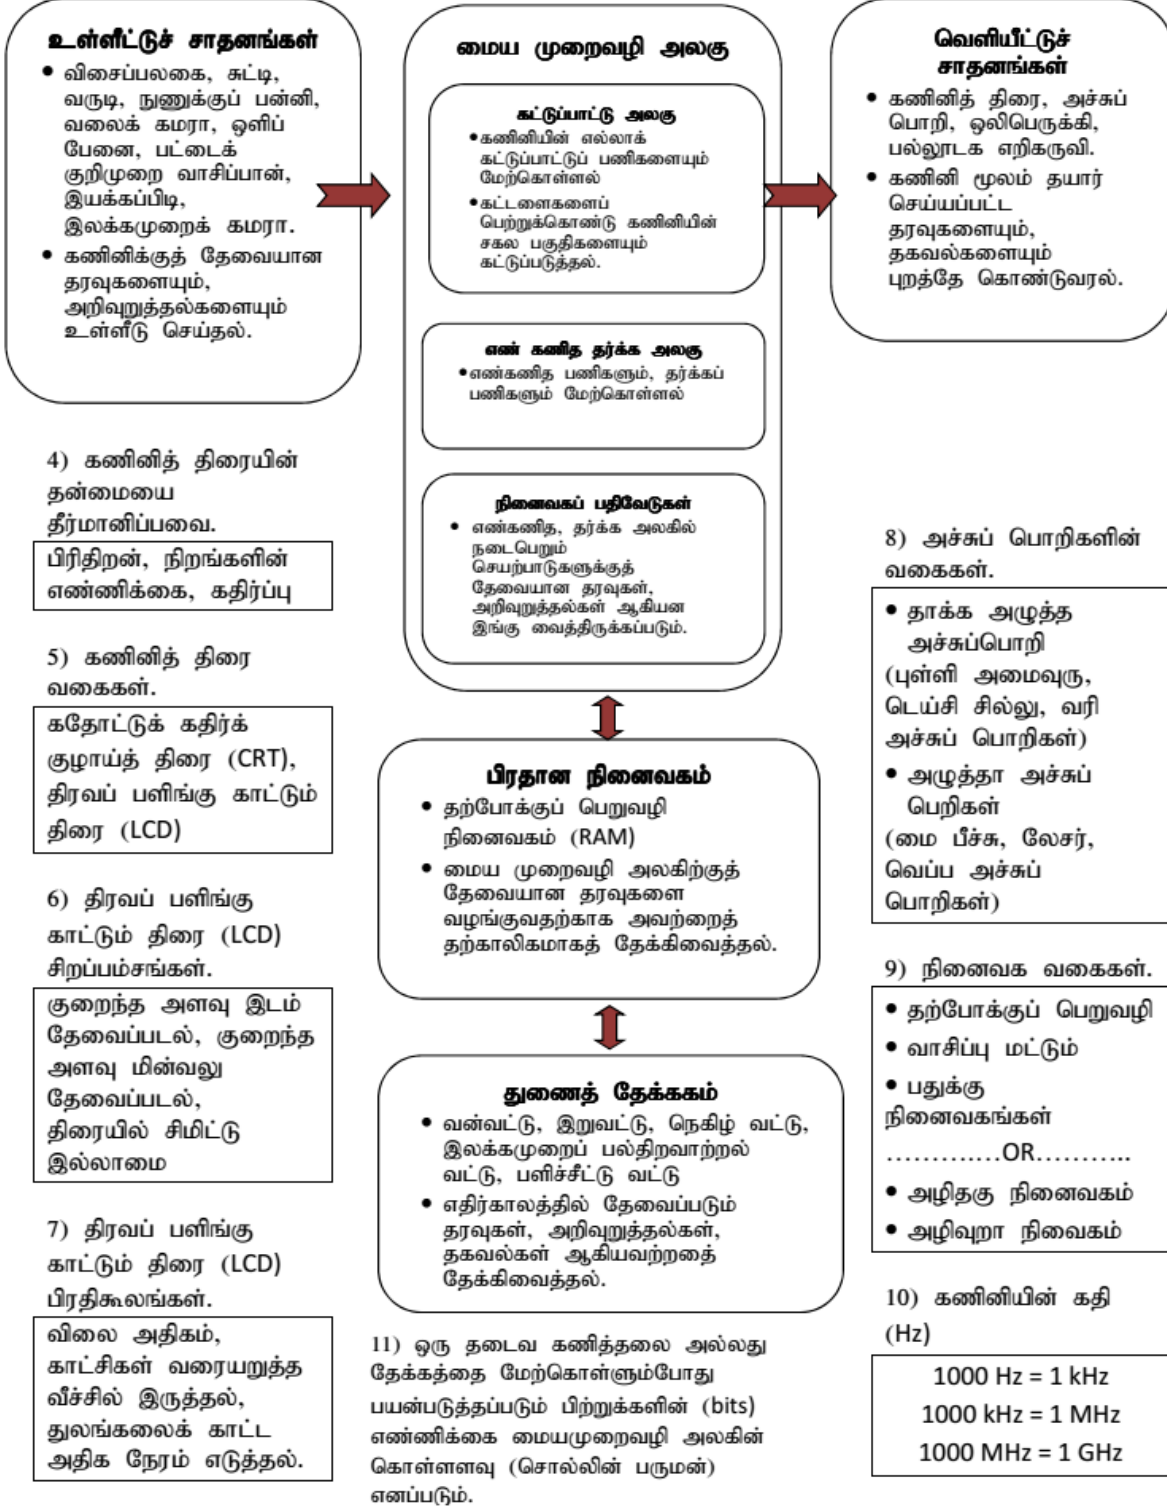 உள்ளீட்டுச் சாதனங்கள்
• விசைப்பலகை, சுட்டி,
வருடி, நுணுக்குப் பன்னி,
வலைக் கமரா, ஒளிப்
பேனை, பட்டைக்
குறிமுறை வாசிப்பான்,
இயக்கப்பிடி,
இலக்கமுறைக் கமரா.
• கணினிக்குத் தேவையான
தரவுகளையும்,
அறிவுறுத்தல்களையும்
உள்ளீடு செய்தல்.
மைய முறைவழி அலகு
கட்டுப்பாட்டு அலகு
•கணினியின் எல்லாக்
கட்டுப்பாட்டுப் பணிகளையும்
மேற்கொள்ளல்
•கட்டளைகளைப்
பெற்றுக்கொண்டு கணினியின்
சகல பகுதிகளையும்
கட்டுப்படுத்தல்.
எண் கணித தர்க்க அலகு
•எண்கணித பணிகளும், தர்க்கப்
பணிகளும் மேற்கொள்ளல்
நினைவகப் பதிவேடுகள்
• எண்கணித, தர்க்க அலகில்
நடைபெறும்
செயற்பாடுகளுக்குத்
தேவையான தரவுகள்,
அறிவுறுத்தல்கள் ஆகியன
இங்கு வைத்திருக்கப்படும்.
வெளியீட்டுச்
சாதனங்கள்
• கணினித் திரை, அச்சுப்
பொறி, ஒலிபெருக்கி,
பல்லூடக எறிகருவி.
• கணினி மூலம் தயார்
செய்யப்பட்ட
தரவுகளையும்,
தகவல்களையும்
புறத்தே கொண்டுவரல்.
4) கணினித் திரையின்
தன்மையை
தீர்மானிப்பவை.
பிரிதிறன், நிறங்களின்
எண்ணிக்கை, கதிர்ப்பு
5) கணினித் திரை
வகைகள்.
கதோட்டுக் கதிர்க்
குழாய்த் திரை (CRT),
திரவப் பளிங்கு காட்டும்
திரை (LCD)
6) திரவப் பளிங்கு
காட்டும் திரை (LCD)
சிறப்பம்சங்கள்.
குறைந்த அளவு இடம்
தேவைப்படல், குறைந்த
அளவு மின்வலு
தேவைப்படல்,
திரையில் சிமிட்டு
இல்லாமை
7) திரவப் பளிங்கு
காட்டும் திரை (LCD)
பிரதிகூலங்கள்.
விலை அதிகம்,
காட்சிகள் வரையறுத்த
வீச்சில் இருத்தல்,
துலங்கலைக் காட்ட
அதிக நேரம் எடுத்தல்.
பிரதான நினைவகம்
• தற்போக்குப் பெறுவழி
நினைவகம் (RAM)
• மைய முறைவழி அலகிற்குத்
தேவையான தரவுகளை
வழங்குவதற்காக அவற்றைத்
தற்காலிகமாகத் தேக்கிவைத்தல்.
துணைத் தேக்ககம்
• வன்வட்டு, இறுவட்டு, நெகிழ் வட்டு,
இலக்கமுறைப் பல்திறவாற்றல்
வட்டு, பளிச்சீட்டு வட்டு
• எதிர்காலத்தில் தேவைப்படும்
தரவுகள், அறிவுறுத்தல்கள்,
தகவல்கள் ஆகியவற்றதை
தேக்கிவைத்தல்.
11) ஒரு தடைவ கணித்தலை அல்லது
தேக்கத்தை மேற்கொள்ளும்போது
பயன்படுத்தப்படும் பிற்றுக்களின் (bits)
எண்ணிக்கை மையமுறைவழி அலகின்
கொள்ளளவு (சொல்லின் பருமன்)
எனப்படும்.
8) அச்சுப் பொறிகளின்
வகைகள்.
• தாக்க அழுத்த
அச்சுப்பொறி
(புள்ளி அமைவுரு,
டெய்சி சில்லு, வரி
அச்சுப் பொறிகள்)
• அழுத்தா அச்சுப்
பெறிகள்
(மை பீச்சு, லேசர்,
வெப்ப அச்சுப்
பொறிகள்)
9) நினைவக வகைகள்.
• தற்போக்குப் பெறுவழி
• வாசிப்பு மட்டும்
• பதுக்கு
நினைவகங்கள்
.............OR...........
• அழிதகு நினைவகம்
• அழிவுறா நிவைகம்
10) கணினியின் கதி
(Hz)
1000 Hz = 1 kHz
1000 kHz = 1 MHz
1000 MHz = 1 GHz